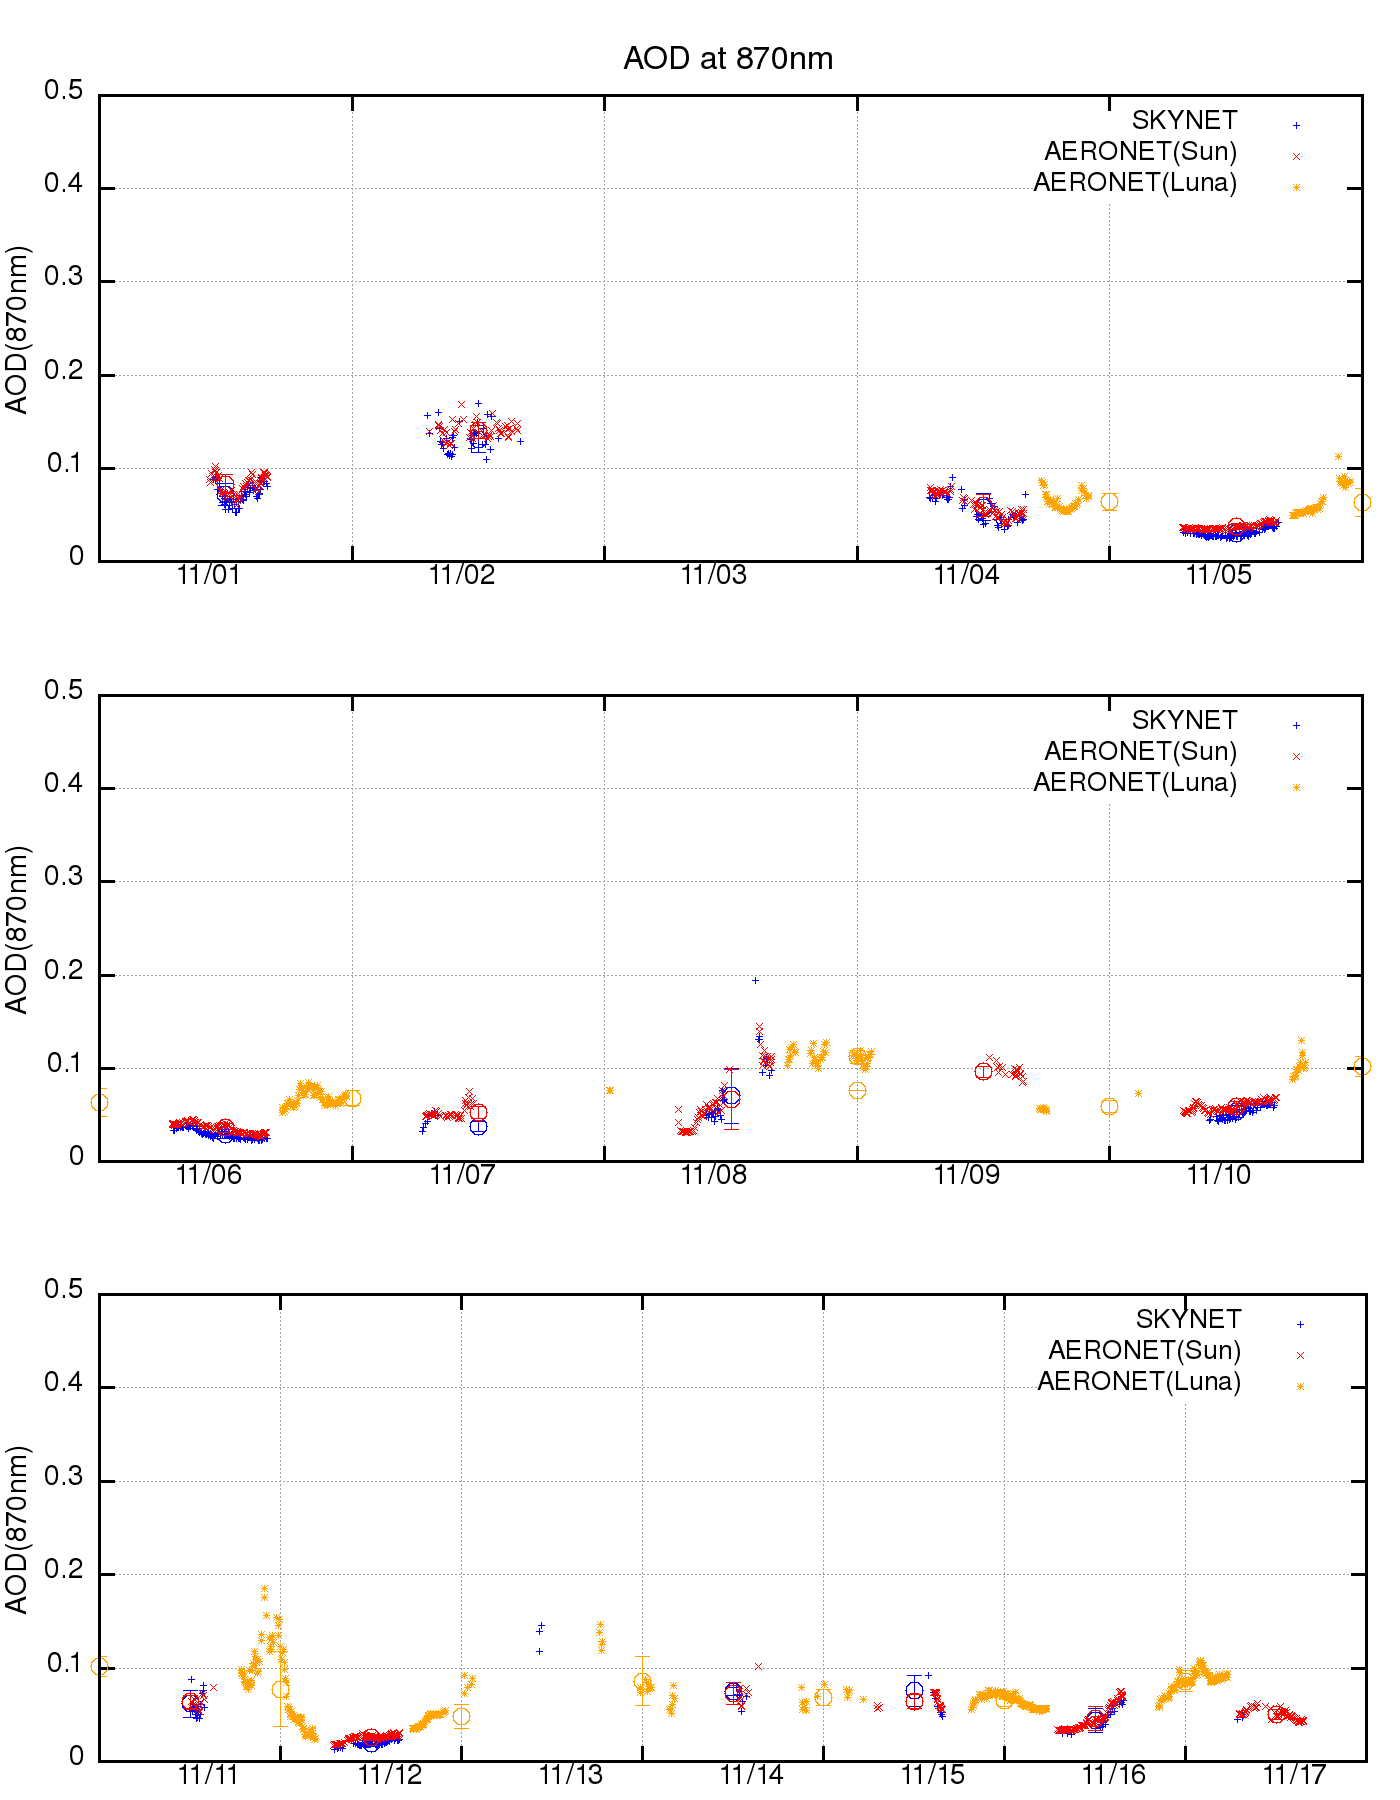 AOD at 870nm
0.5
0.4
0.3
0.2
0.1
0
AOD(870nm)
SKYNET
AERONET(Sun)
AERONET(Luna)
11/01 11/02 11/03 11/04 11/05
0.5
0.4
0.3
0.2
0.1
0
AOD(870nm)
SKYNET
AERONET(Sun)
AERONET(Luna)
11/06 11/07 11/08 11/09 11/10
0.5
0.4
0.3
0.2
0.1
0
AOD(870nm)
SKYNET
AERONET(Sun)
AERONET(Luna)
11/11 11/12 11/13 11/14 11/15 11/16 11/17